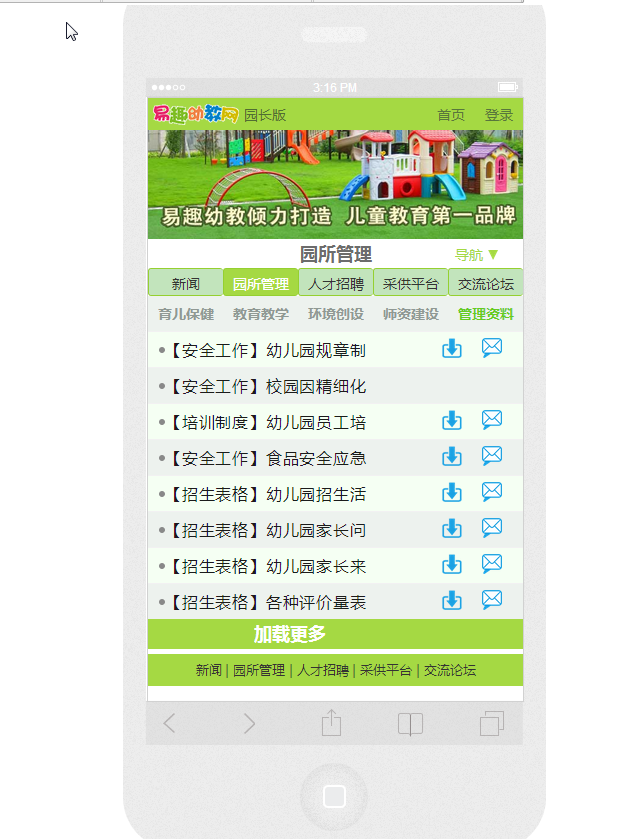 3:16 PM
易趣幼教网 园长版 首页 登录
易趣幼教倾力打造 儿童教育第一品牌
园所管理 导航▼
新闻 园所管理 人才招聘 采供平台 交流论坛
育儿保健 教育教学 环境创设 师资建设 管理资料
●【安全工作】幼儿园规章制
●【安全工作】校园因精细化
●【培训制度】幼儿园员工培
●【安全工作】食品安全应急
●【招生表格】幼儿园招生活
●【招生表格】幼儿园家长问
●【招生表格】幼儿园家长来
●【招生表格】各种评价量表
加载更多
新闻 | 园所管理 | 人才招聘 | 采供平台 | 交流论坛